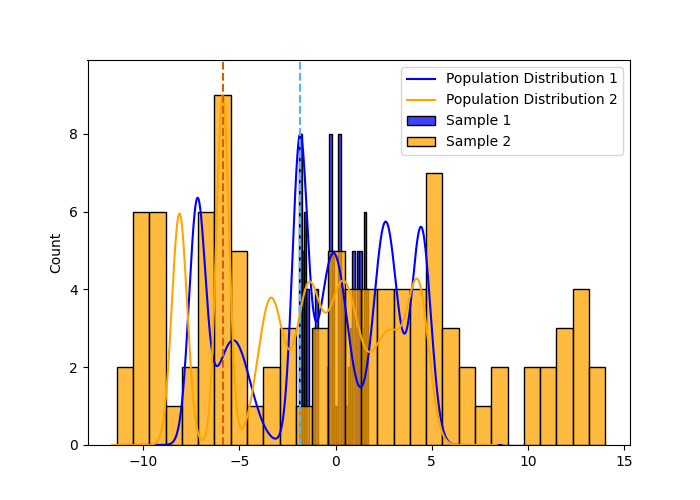 Population Distribution 1
Population Distribution 2
Sample 1
Sample 2
Count
8
6
4
2
0
−10
−5
0
5
10
15